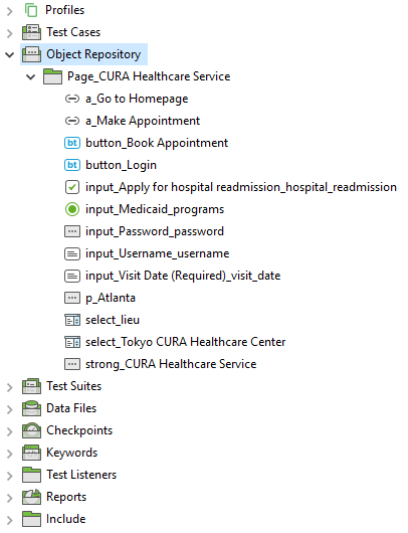 Profiles
Test Cases
Object Repository
Page_CURA Healthcare Service
a_Go to Homepage
a_Make Appointment
bt button_Book Appointment
bt button_Login
input_Apply for hospital readmission_hospital_readmission
input_Medicaid_programs
input_Password_password
input_Username_username
input_Visit Date (Required)_visit_date
p_Atlanta
select_lieu
select_Tokyo CURA Healthcare Center
strong_CURA Healthcare Service
Test Suites
Data Files
Checkpoints
Keywords
Test Listeners
Reports
Include